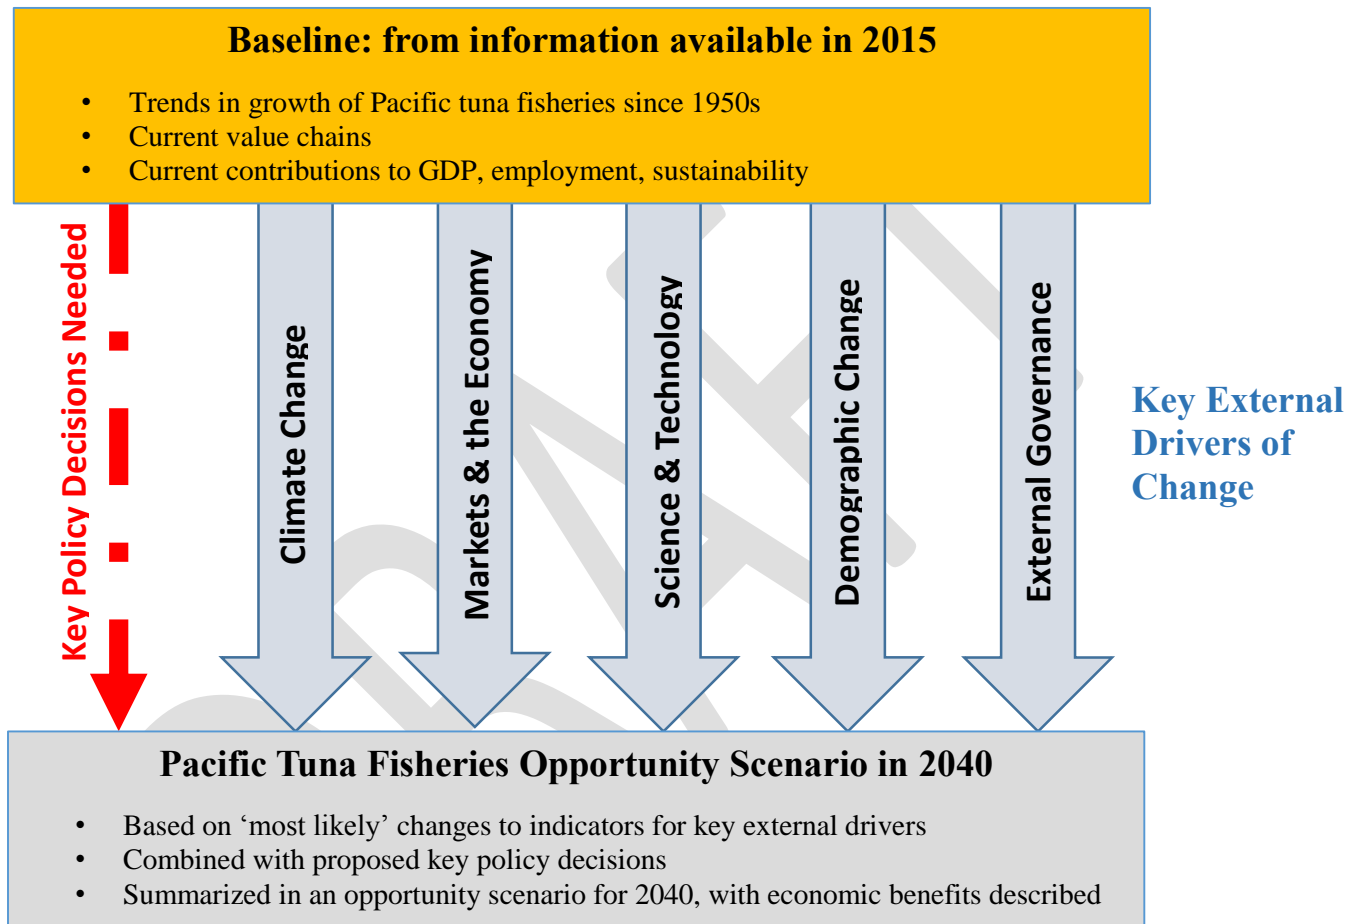 Baseline: from information available in 2015
• Trends in growth of Pacific tuna fisheries since 1950s
• Current value chains
• Current contributions to GDP, employment, sustainability
Key Policy Decisions Needed
Climate Change
Markets & the Economy
Science & Technology
Demographic Change
External Governance
Key External
Drivers of
Change
DRAFT
Pacific Tuna Fisheries Opportunity Scenario in 2040
• Based on ‘most likely’ changes to indicators for key external drivers
• Combined with proposed key policy decisions
• Summarized in an opportunity scenario for 2040, with economic benefits described